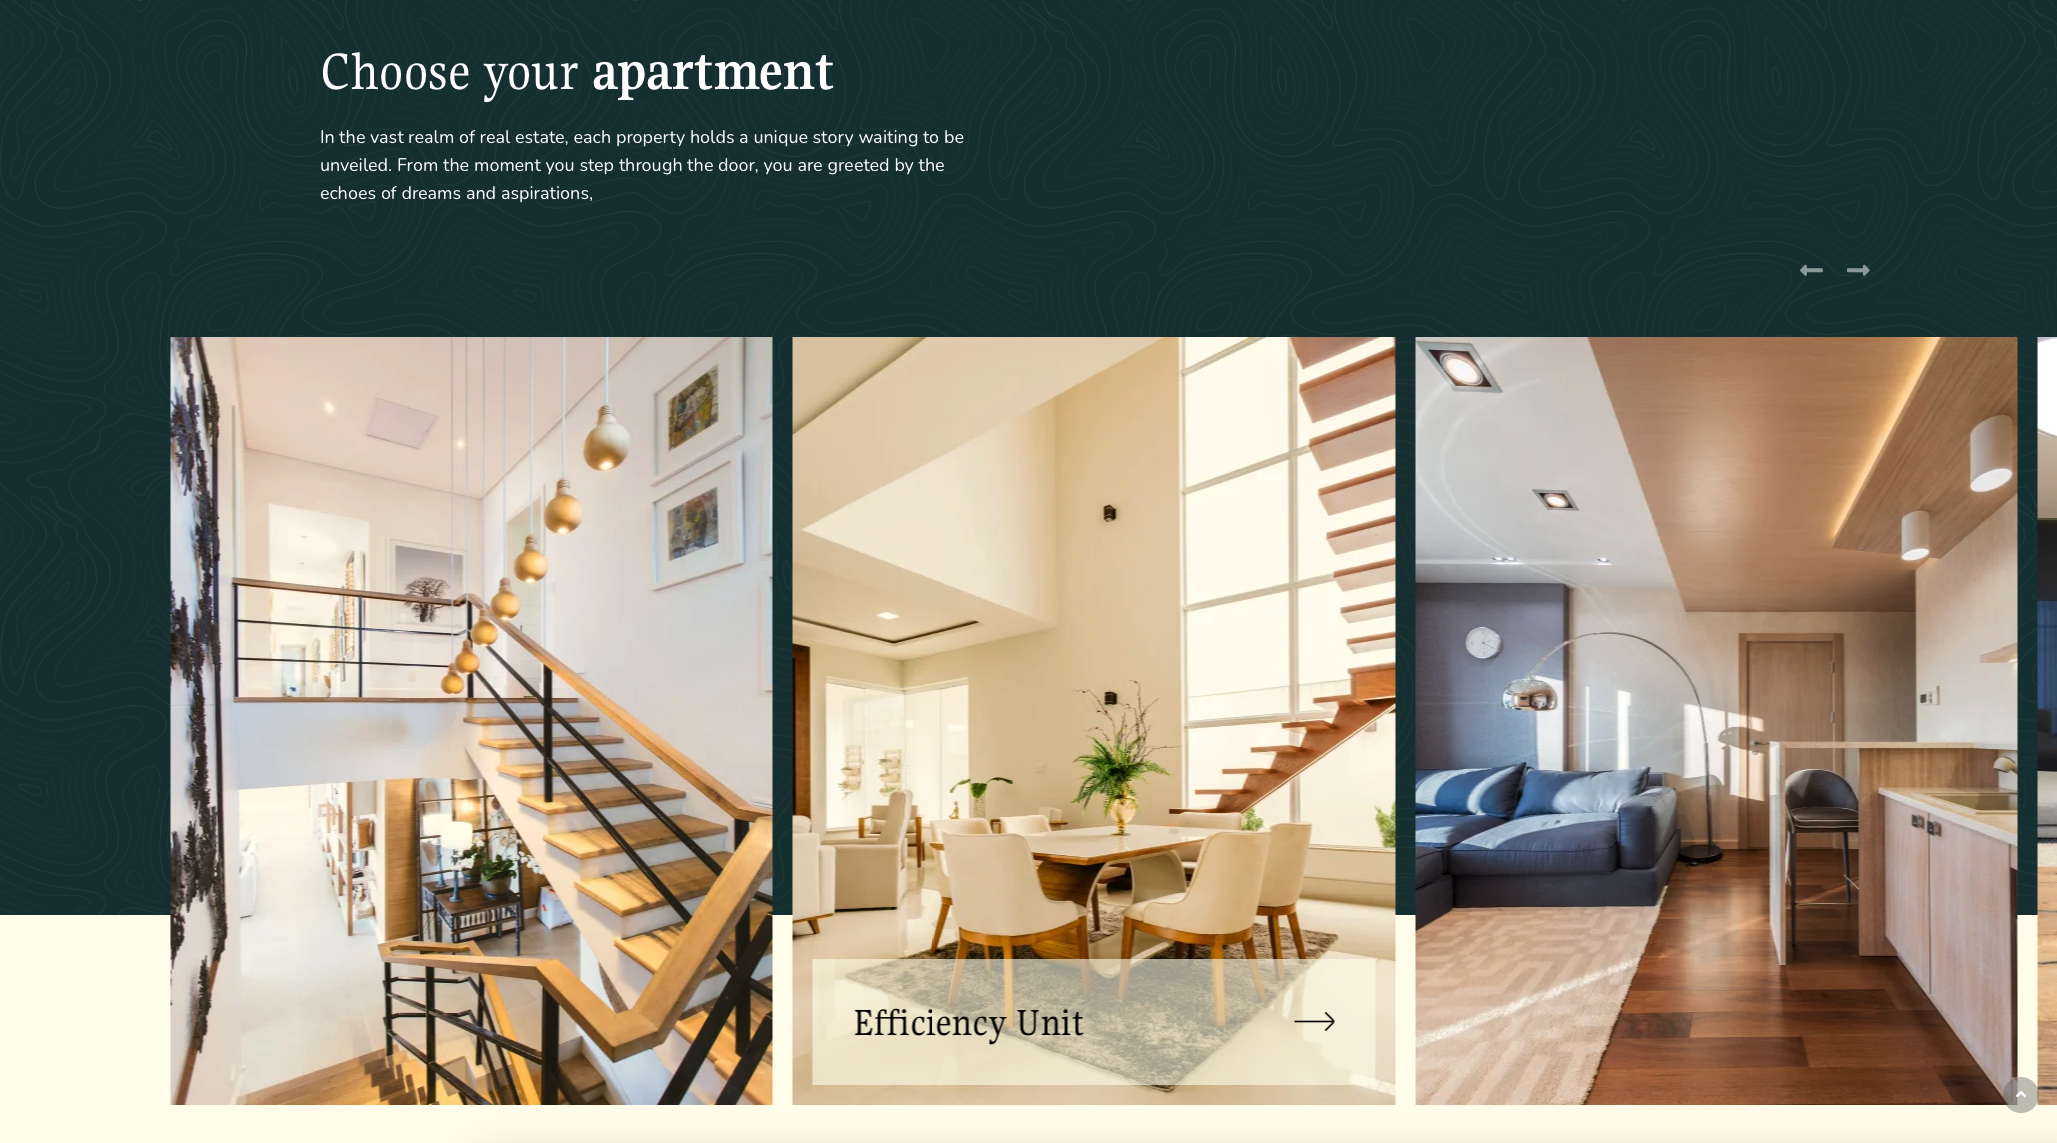 Choose your apartment
In the vast realm of real estate, each property holds a unique story waiting to be
unveiled. From the moment you step through the door, you are greeted by the
echoes of dreams and aspirations,
Efficiency Unit